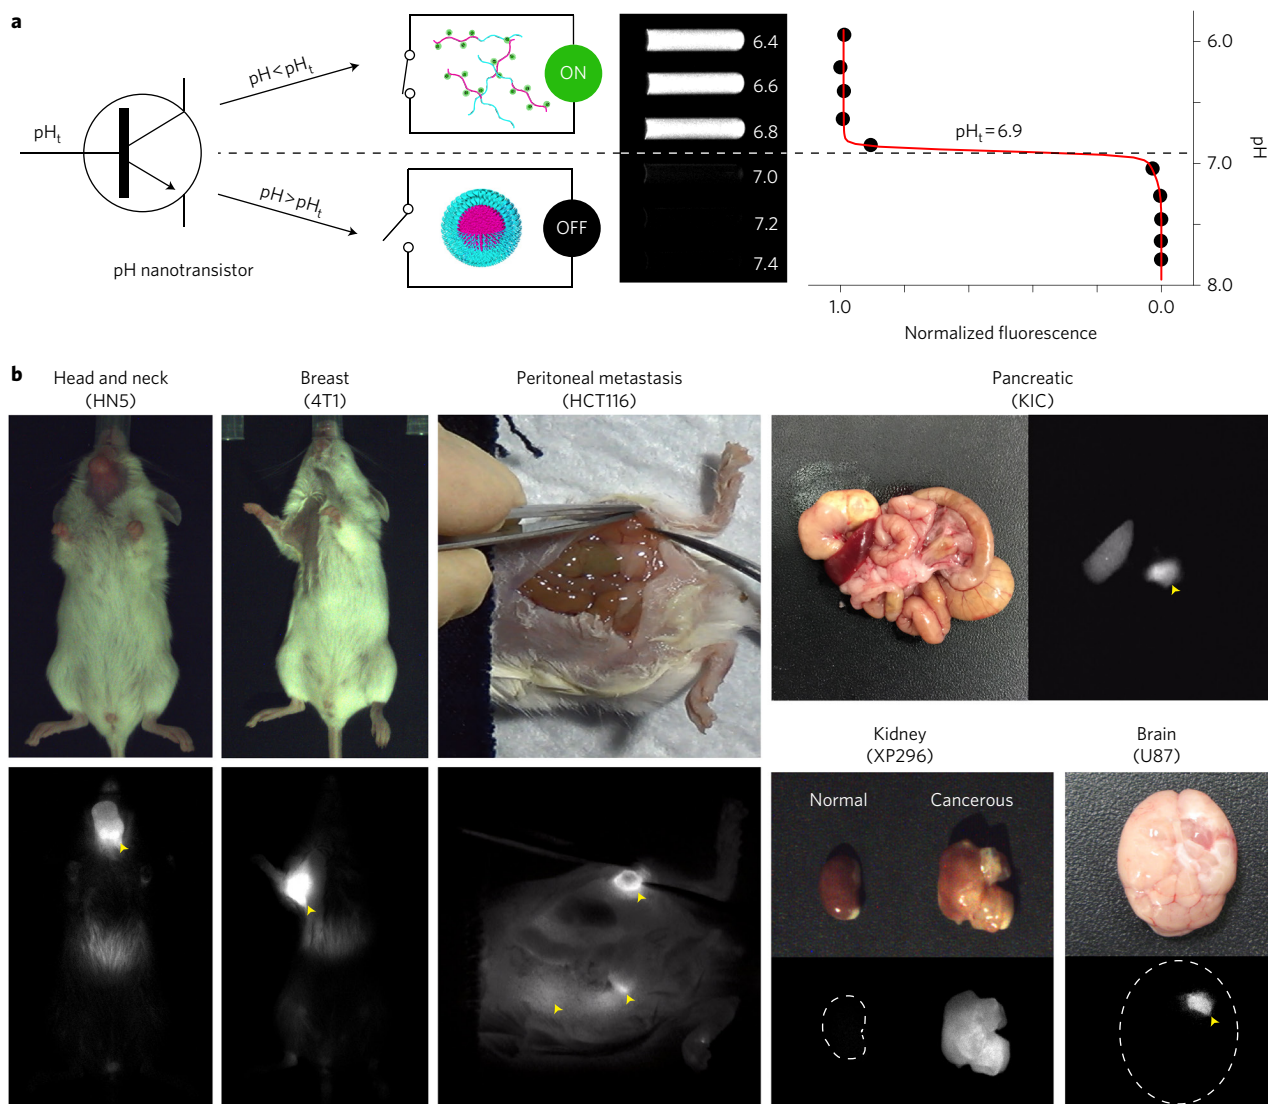 a
pH<pHt
pHt
pH>pHt
pH nanotransistor
ON
OFF
6.4
6.6
6.8
7.0
7.2
7.4
pHt = 6.9
6.0
7.0
8.0
pH
1.0
0.0
Normalized fluorescence
b
Head and neck
(HN5)
Breast
(4T1)
Peritoneal metastasis
(HCT116)
Pancreatic
(KIC)
Kidney
(XP296)
Brain
(U87)
Normal
Cancerous